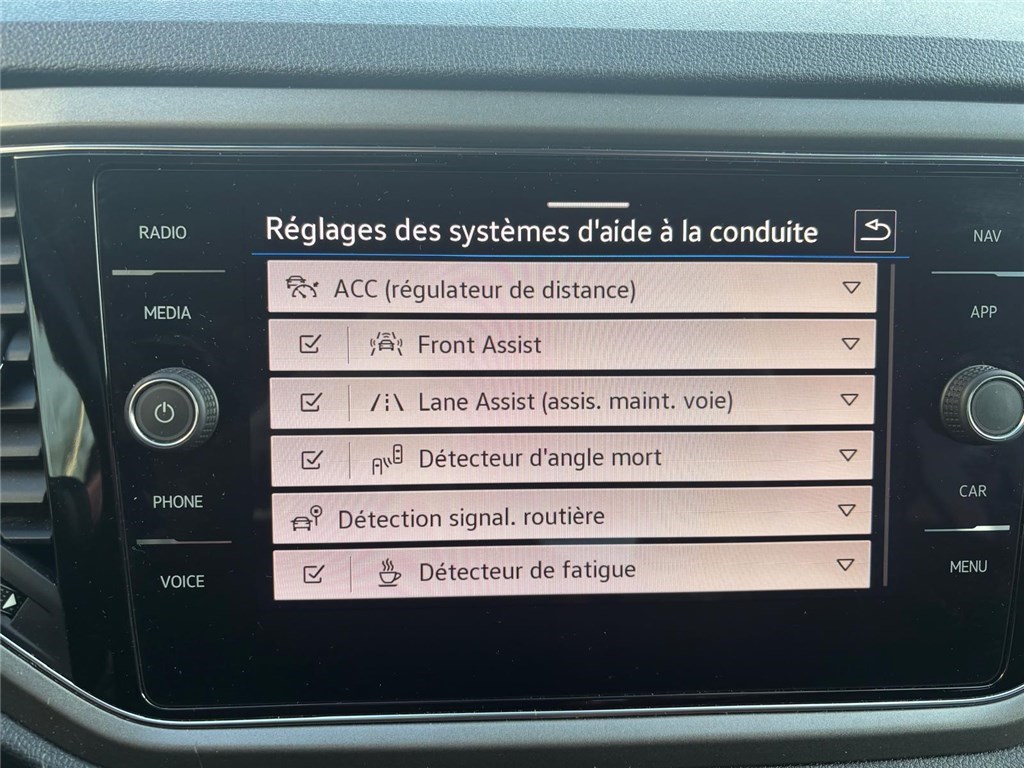 RADIO
MEDIA
PHONE
VOICE
Réglages des systèmes d'aide à la conduite
ACC (régulateur de distance)
Front Assist
Lane Assist (assis. maint. voie)
Détecteur d'angle mort
Détection signal. routière
Détecteur de fatigue
NAV
APP
CAR
MENU